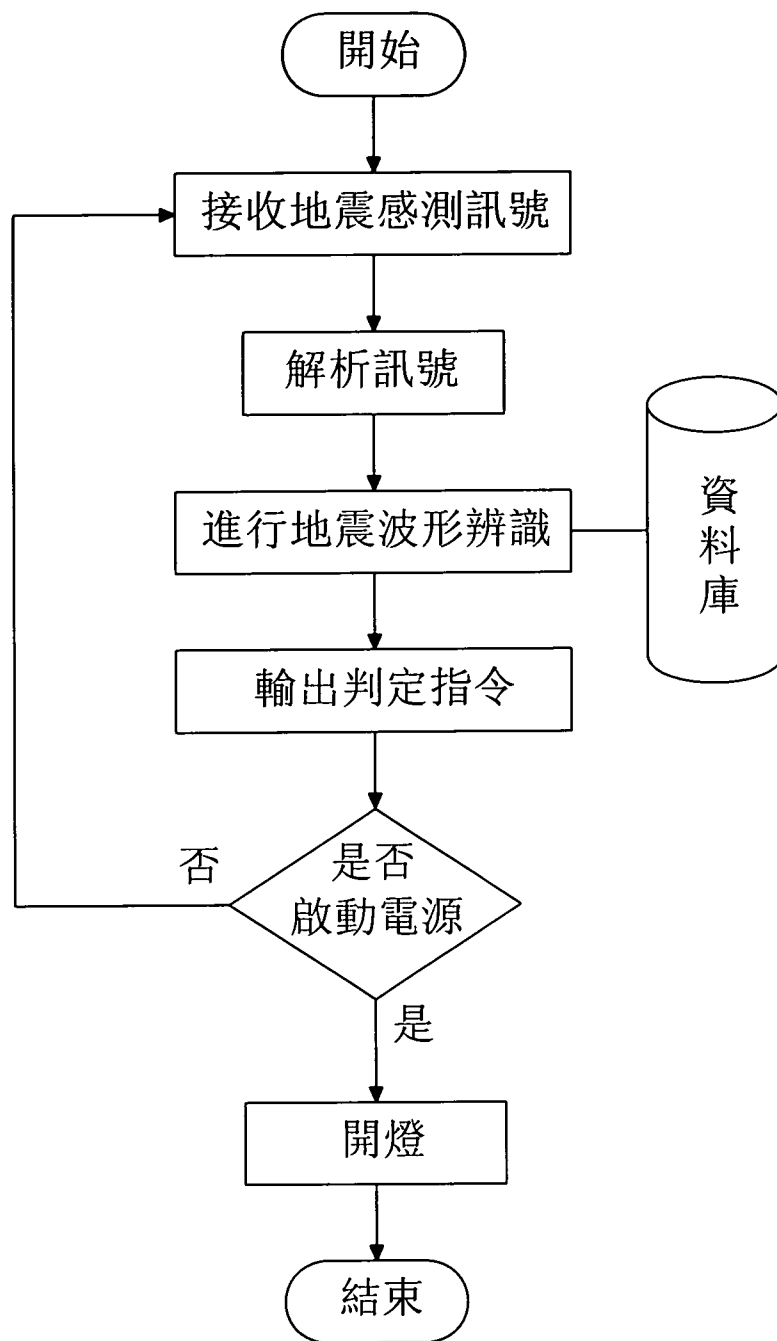 開始
接收地震感測訊號
解析訊號
進行地震波形辨識
資料庫
輸出判定指令
是否
啟動電源
否
是
開燈
結束